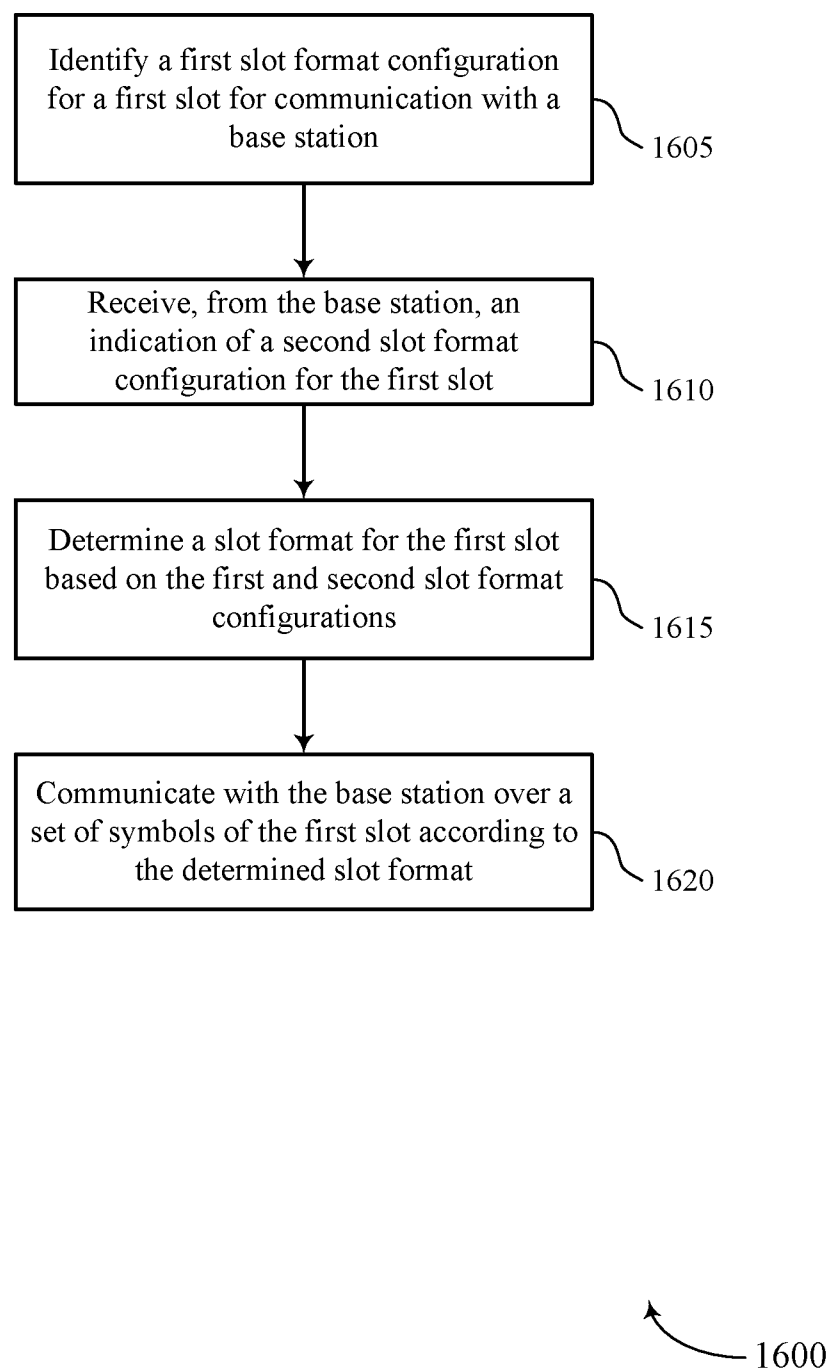 Identify a first slot format configuration
for a first slot for communication with a
base station
1605
Receive, from the base station, an
indication of a second slot format
configuration for the first slot
1610
Determine a slot format for the first slot
based on the first and second slot format
configurations
1615
Communicate with the base station over a
set of symbols of the first slot according to
the determined slot format
1620
1600